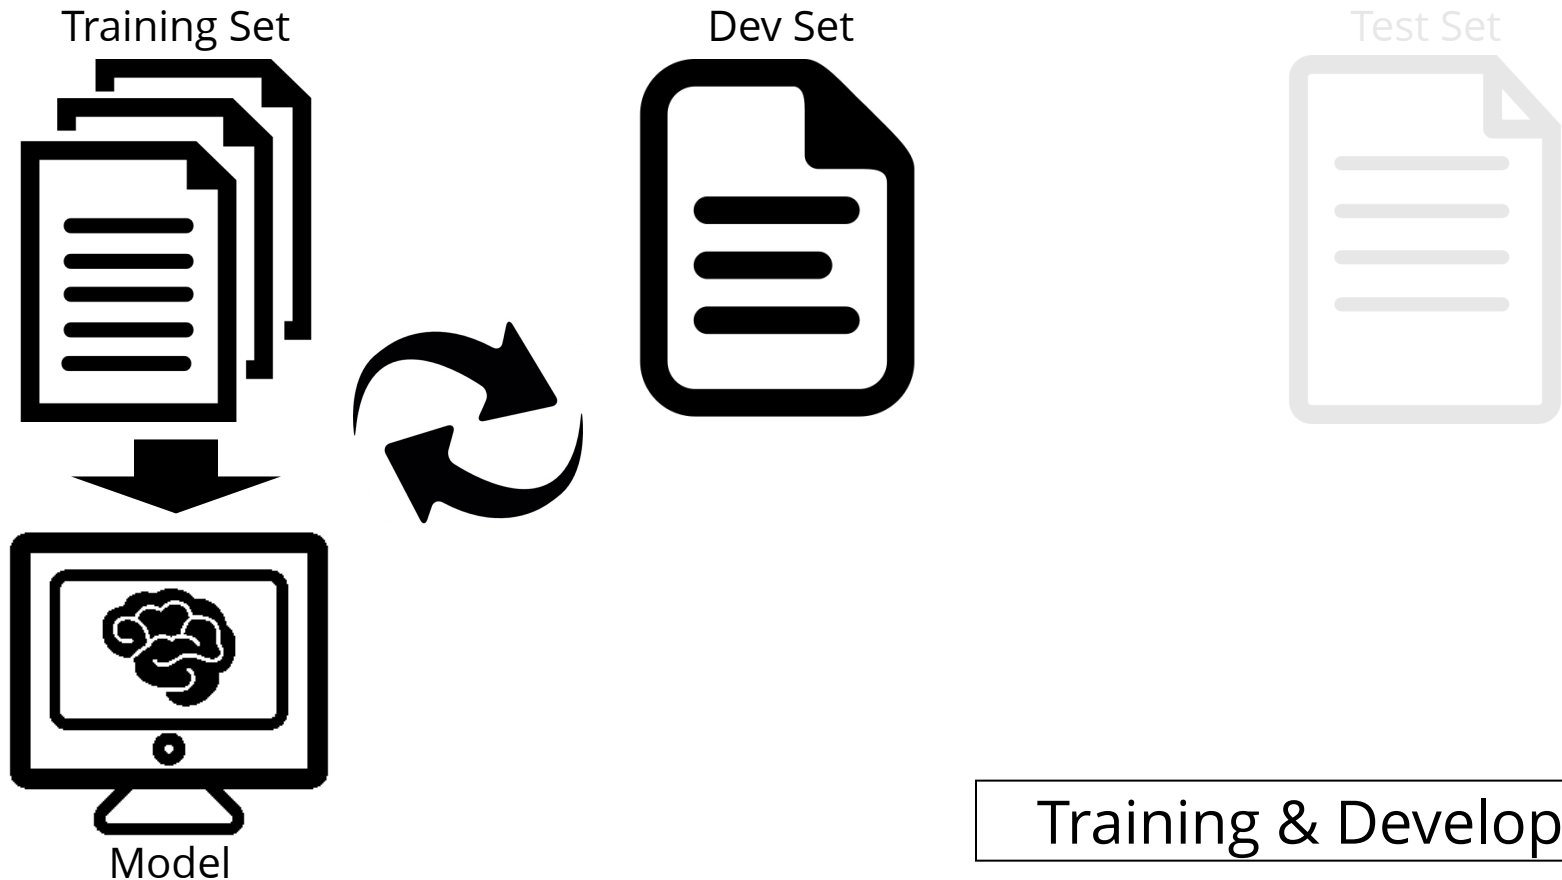 Training Set
Dev Set
Test Set
Model
Training & Develop